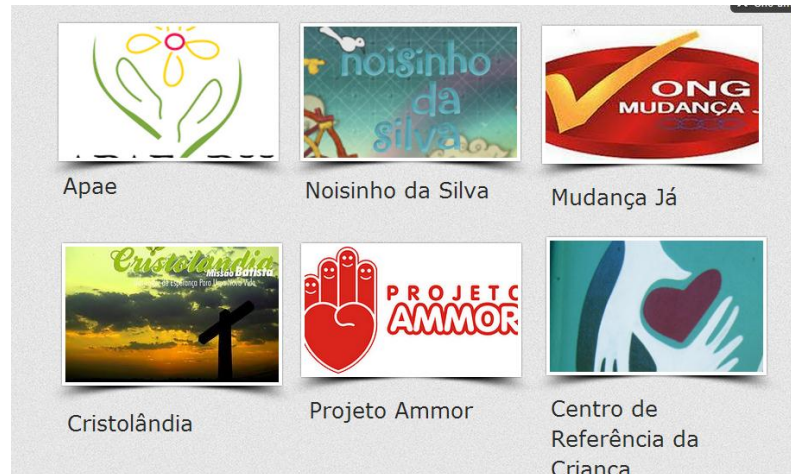 noisinho
da
silva
ONG
MUDANÇA J
Apae
Noisinho da Silva
Mudança Já
Cristolândia
Missão Batista
PROJETO
AMMOR
Cristolândia
Projeto Ammor
Centro de
Referência da
Criança